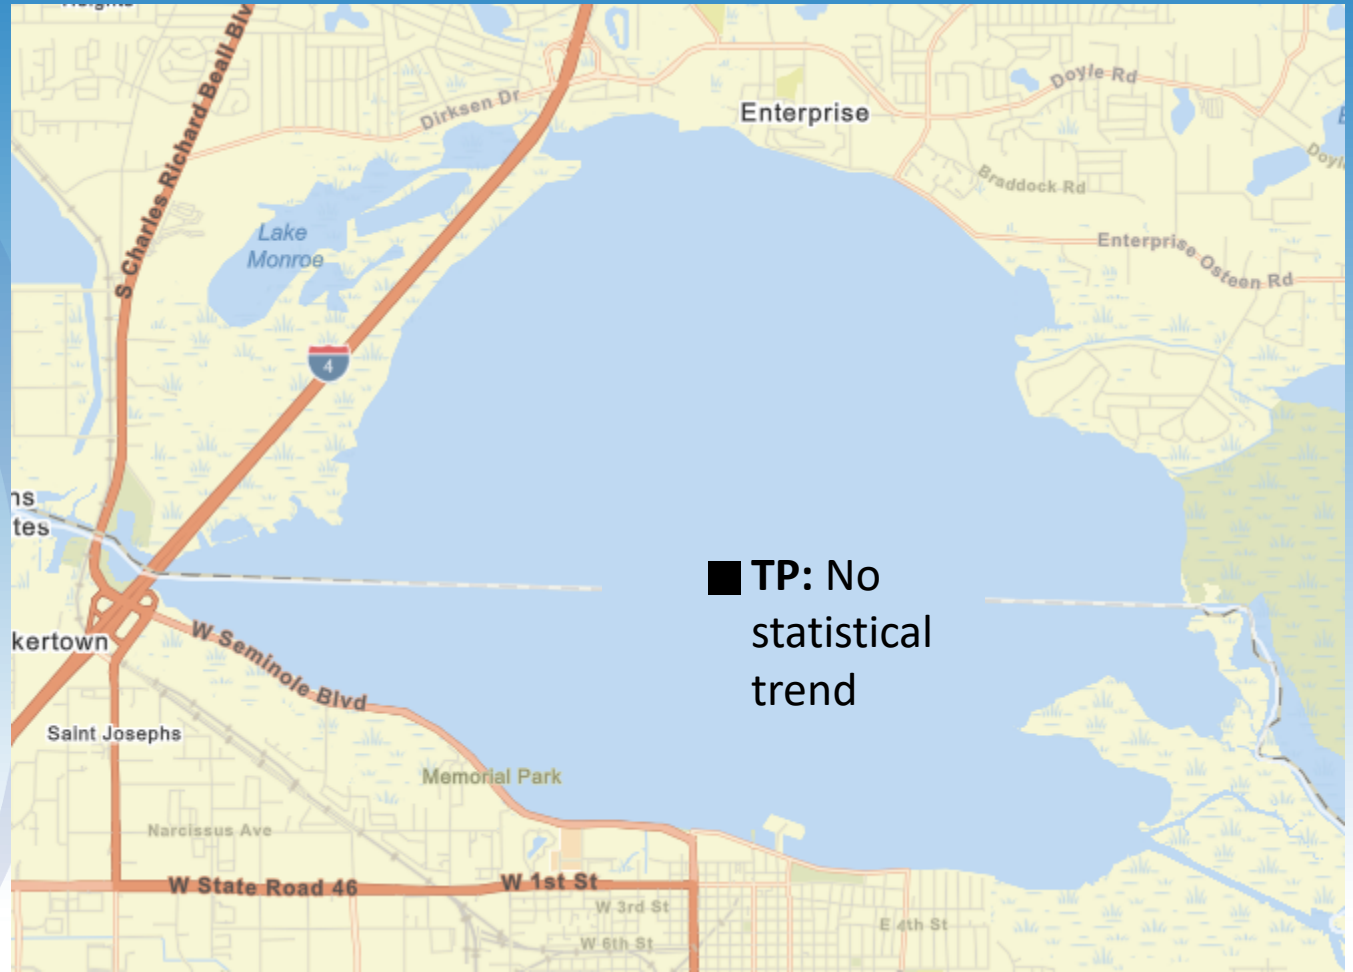 Heights
S Charles Richard Beall Blv
Dirksen Dr
Enterprise
Doyle Rd
Braddock Rd
Lake
Monroe
Enterprise Osteen Rd
4
ns
tes
TP: No
statistical
trend
kertown
W Seminole Blvd
Saint Josephs
Memorial Park
Narcissus Ave
W State Road 46
W 1st St
W 3rd St
E 4th St
W 6th St